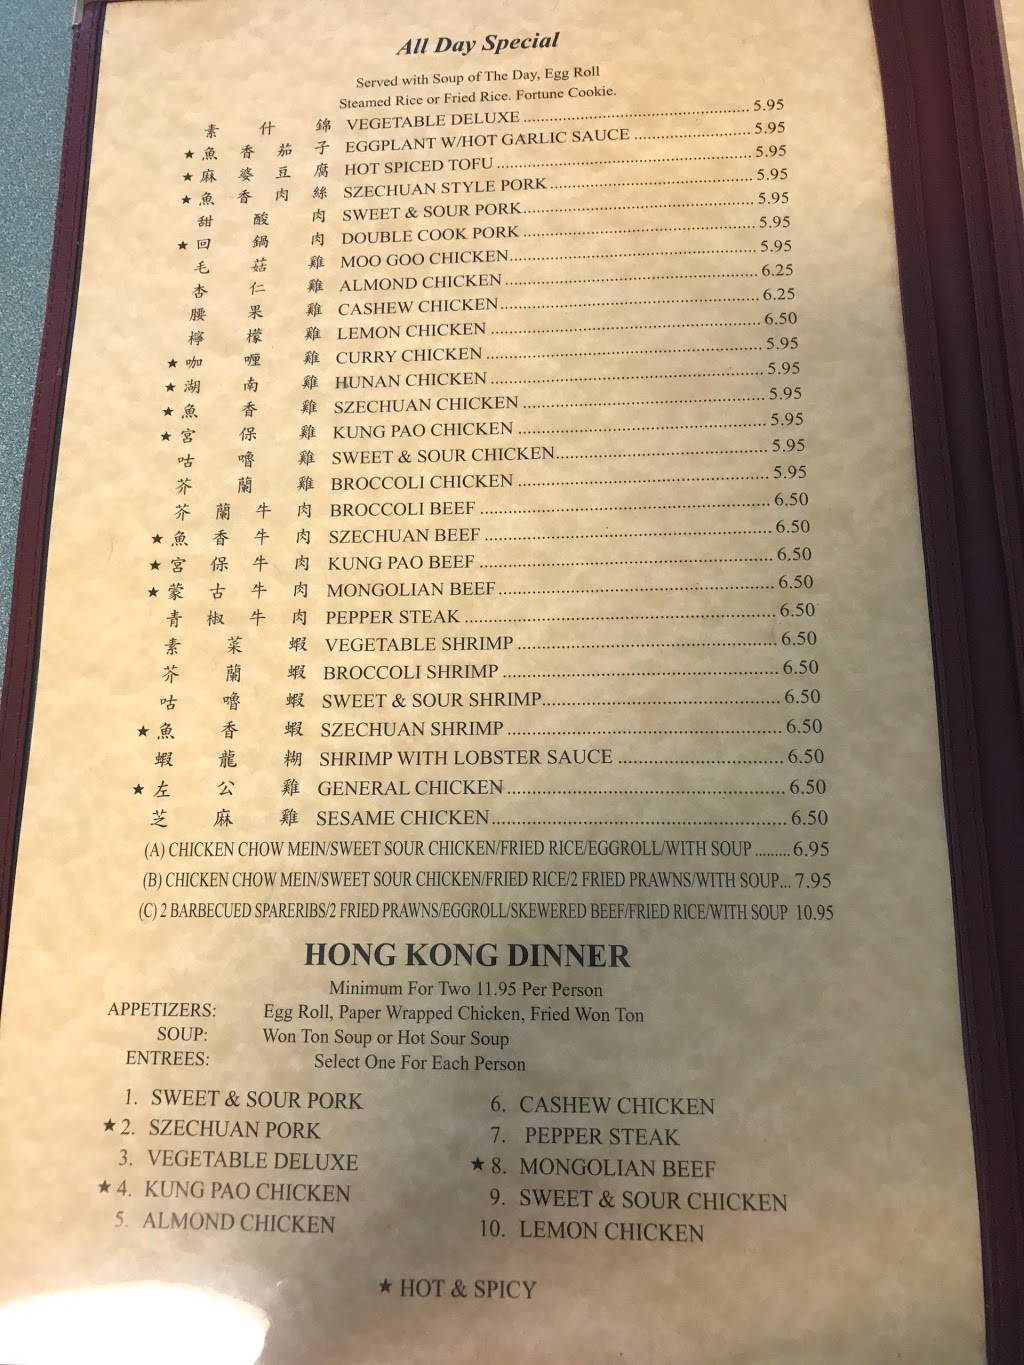 All Day Special
Served with Soup of The Day, Egg Roll
Steamed Rice or Fried Rice. Fortune Cookie.
素什錦 VEGETABLE DELUXE 5.95
★魚香茄子 EGGPLANT W/HOT GARLIC SAUCE 5.95
★麻婆豆腐 HOT SPICED TOFU 5.95
★魚香肉絲 SZECHUAN STYLE PORK 5.95
甜酸肉 SWEET & SOUR PORK 5.95
★回鍋肉 DOUBLE COOK PORK 5.95
毛菇雞 MOO GOO CHICKEN 5.95
杏仁雞 ALMOND CHICKEN 6.25
腰果雞 CASHEW CHICKEN 6.25
檸檬雞 LEMON CHICKEN 6.50
★咖喱雞 CURRY CHICKEN 5.95
★湖南雞 HUNAN CHICKEN 5.95
★魚香雞 SZECHUAN CHICKEN 5.95
★宮保雞 KUNG PAO CHICKEN 5.95
咕嚕雞 SWEET & SOUR CHICKEN 5.95
芥蘭雞 BROCCOLI CHICKEN 5.95
芥蘭牛肉 BROCCOLI BEEF 6.50
★魚香牛肉 SZECHUAN BEEF 6.50
★宮保牛肉 KUNG PAO BEEF 6.50
★蒙古牛肉 MONGOLIAN BEEF 6.50
青椒牛肉 PEPPER STEAK 6.50
素菜蝦 VEGETABLE SHRIMP 6.50
芥蘭蝦 BROCCOLI SHRIMP 6.50
咕嚕蝦 SWEET & SOUR SHRIMP 6.50
★魚香蝦 SZECHUAN SHRIMP 6.50
蝦龍糊 SHRIMP WITH LOBSTER SAUCE 6.50
★左公雞 GENERAL CHICKEN 6.50
芝麻雞 SESAME CHICKEN 6.50
(A) CHICKEN CHOW MEIN/SWEET SOUR CHICKEN/FRIED RICE/EGGROLL/WITH SOUP 6.95
(B) CHICKEN CHOW MEIN/SWEET SOUR CHICKEN/FRIED RICE/2 FRIED PRAWNS/WITH SOUP... 7.95
(C) 2 BARBECUED SPARERIBS/2 FRIED PRAWNS/EGGROLL/SKEWERED BEEF/FRIED RICE/WITH SOUP 10.95
HONG KONG DINNER
Minimum For Two 11.95 Per Person
APPETIZERS: Egg Roll, Paper Wrapped Chicken, Fried Won Ton
SOUP: Won Ton Soup or Hot Sour Soup
ENTREES: Select One For Each Person
1. SWEET & SOUR PORK
★2. SZECHUAN PORK
3. VEGETABLE DELUXE
★4. KUNG PAO CHICKEN
5. ALMOND CHICKEN
6. CASHEW CHICKEN
7. PEPPER STEAK
★8. MONGOLIAN BEEF
9. SWEET & SOUR CHICKEN
10. LEMON CHICKEN
★ HOT & SPICY